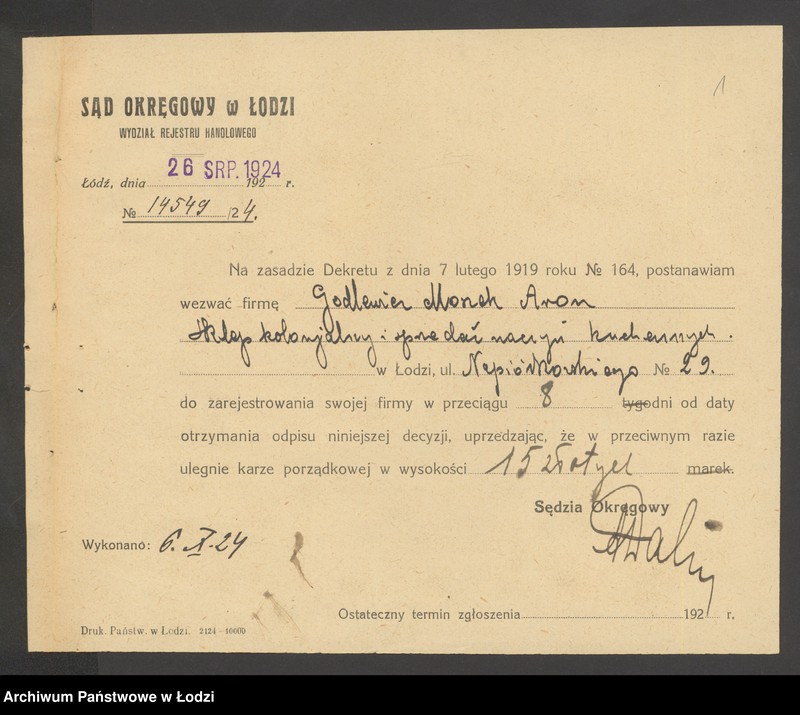 1
SĄD OKRĘGOWY w ŁODZI
WYDZIAŁ REJESTRU HANDLOWEGO
Łódź, dnia 26 SRP. 1924 192 r.
№ 14549 /24.
Na zasadzie Dekretu z dnia 7 lutego 1919 roku № 164, postanawiam
wezwać firmę Godlewicz Moszek Aron
Sklep kolonjalny i sprzedaż naczyń kuchennych.
w Łodzi, ul. Napiórkowskiego № 29.
do zarejestrowania swojej firmy w przeciągu 8 tygodni od daty
otrzymania odpisu niniejszej decyzji, uprzedzając, że w przeciwnym razie
ulegnie karze porządkowej w wysokości 15 złotych marek.
Sędzia Okręgowy
Wykonano: 6.X.24
Ostateczny termin zgłoszenia 192 r.
Druk. Państw. w Łodzi. 2124—10000
Archiwum Państwowe w Łodzi